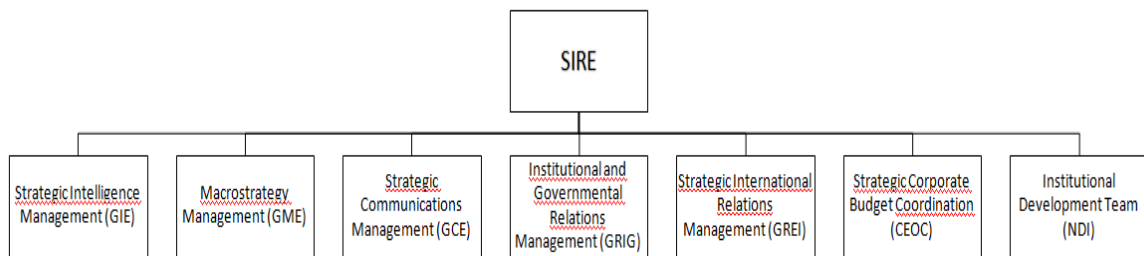 SIRE
Strategic Intelligence
Management (GIE)
Macrostrategy
Management (GME)
Strategic
Communications
Management (GCE)
Institutional and
Governmental
Relations
Management (GRIG)
Strategic International
Relations
Management (GREI)
Strategic Corporate
Budget Coordination
(CEOC)
Institutional
Development Team
(NDI)